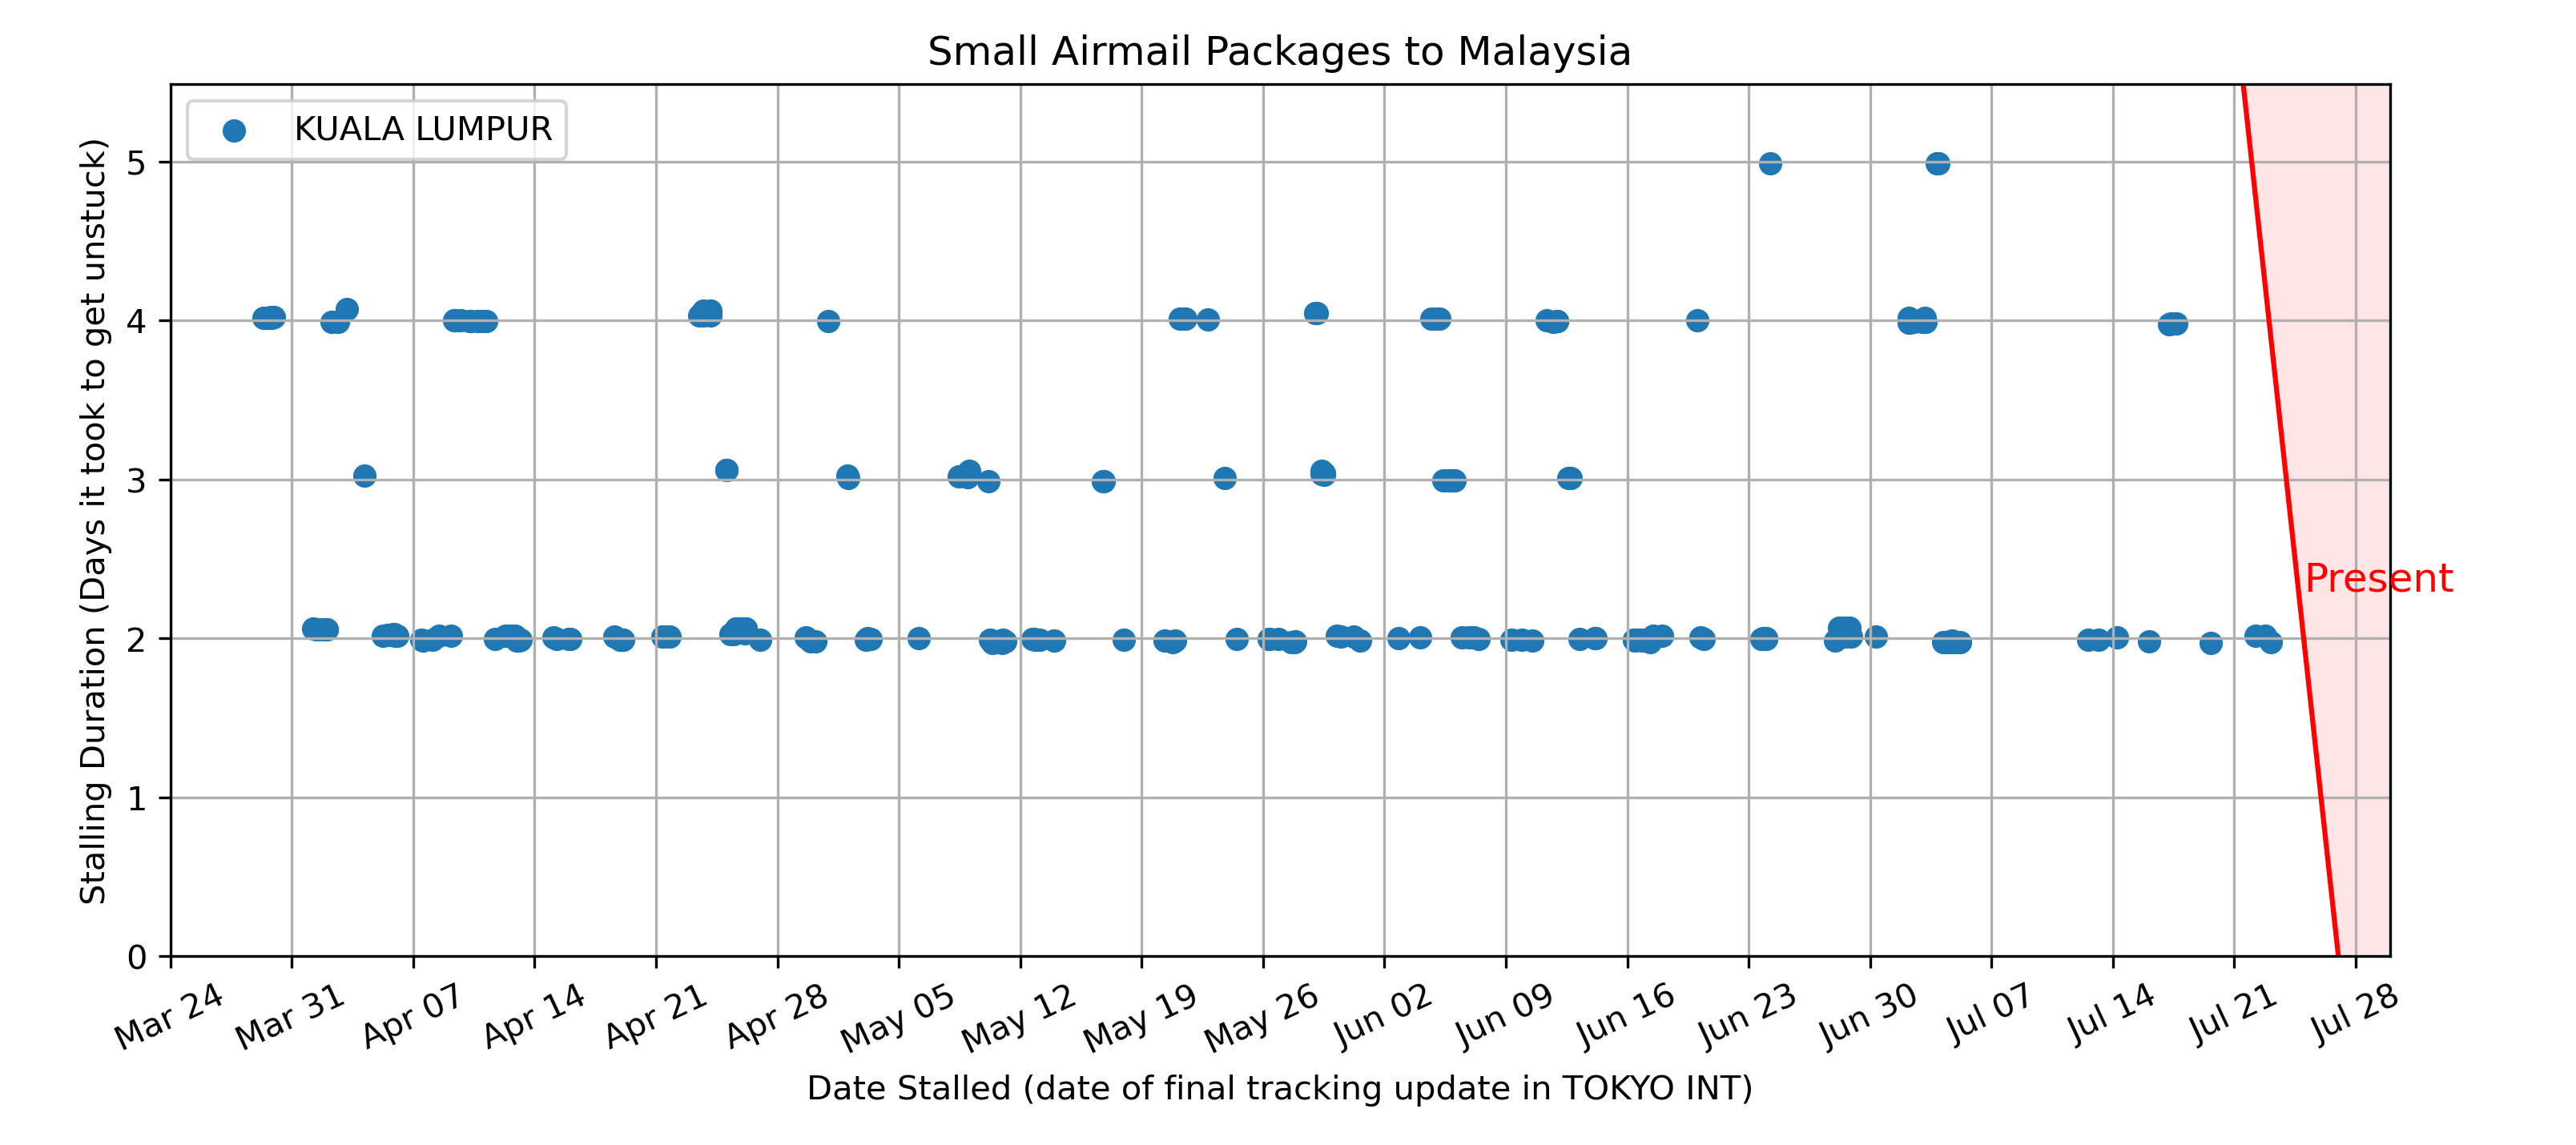 Small Airmail Packages to Malaysia
KUALA LUMPUR
Stalling Duration (Days it took to get unstuck)
5
4
3
2
1
0
Present
Mar 24
Mar 31
Apr 07
Apr 14
Apr 21
Apr 28
May 05
May 12
May 19
May 26
Jun 02
Jun 09
Jun 16
Jun 23
Jun 30
Jul 07
Jul 14
Jul 21
Jul 28
Date Stalled (date of final tracking update in TOKYO INT)